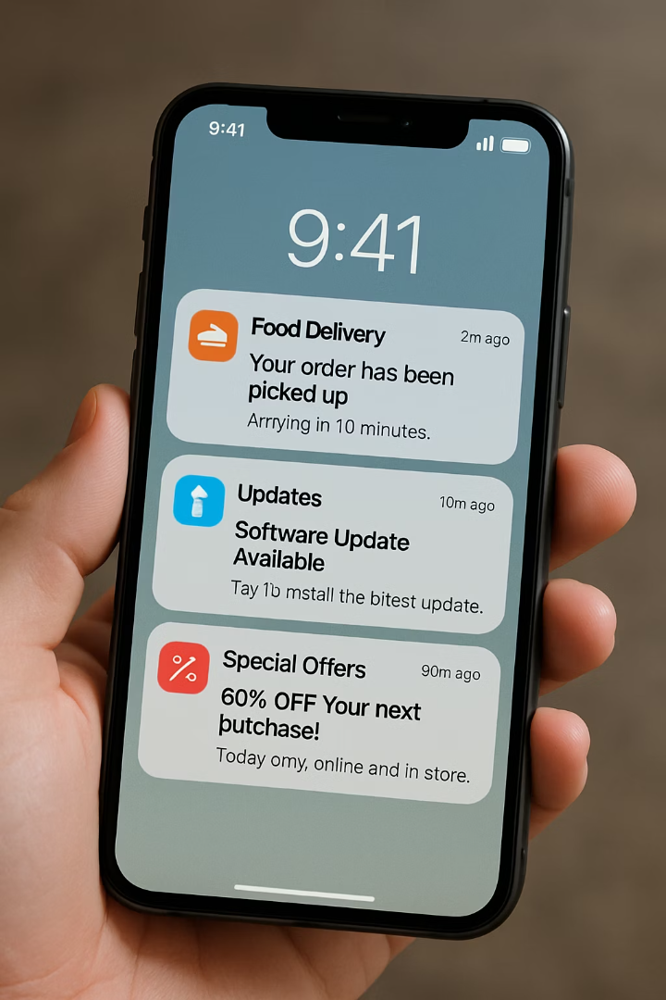 9:41
9:41
Food Delivery 2m ago
Your order has been
picked up
Arrrying in 10 minutes.
Updates 10m ago
Software Update
Available
Tay 1b mstall the bitest update.
Special Offers 90m ago
60% OFF Your next
þutchase!
Today omy, online and in store.